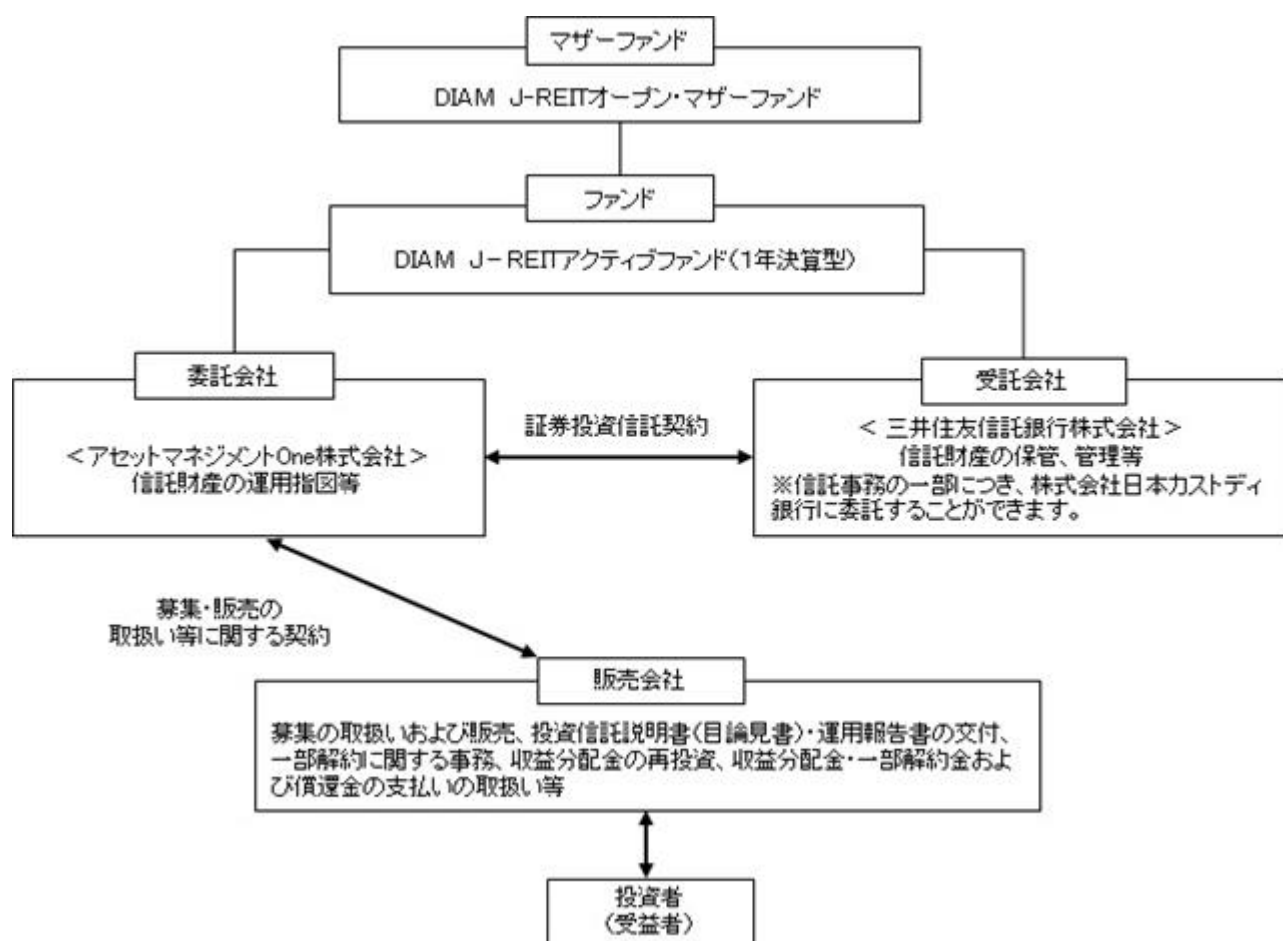 マザーファンド
DIAM J-REITオープン・マザーファンド
ファンド
DIAM J－REITアクティブファンド（1年決算型）
委託会社
＜アセットマネジメントOne株式会社＞
信託財産の運用指図等
証券投資信託契約
受託会社
＜ 三井住友信託銀行株式会社＞
信託財産の保管、管理等
※信託事務の一部につき、株式会社日本カストディ
銀行に委託することができます。
募集・販売の
取扱い等に関する契約
販売会社
募集の取扱いおよび販売、投資信託説明書（目論見書）・運用報告書の交付、
一部解約に関する事務、収益分配金の再投資、収益分配金・一部解約金およ
び償還金の支払いの取扱い等
投資者
（受益者）